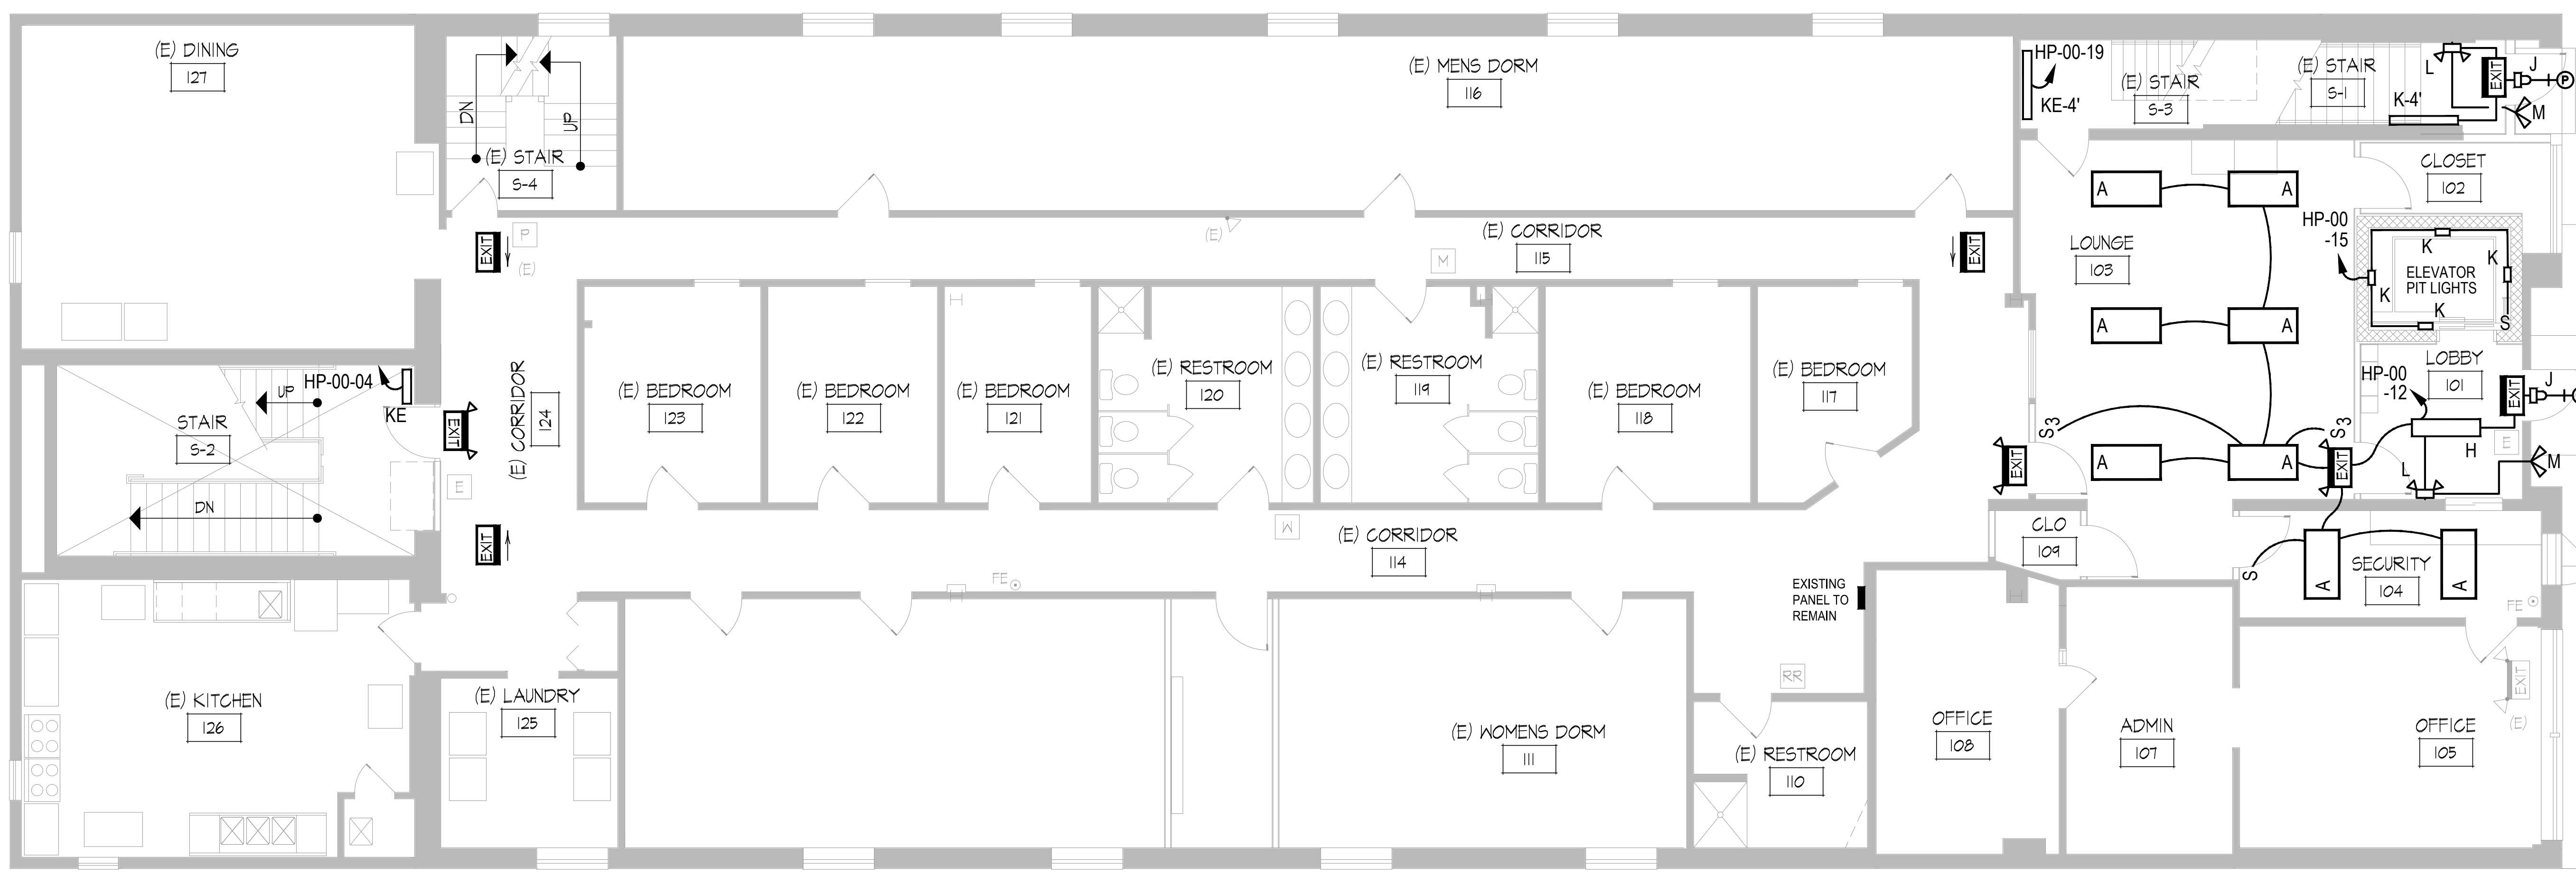 (E) DINING
127
DN
UP
(E) STAIR
S-4
(E) MENS DORM
116
HP-00-19
KE-4'
(E) STAIR
S-3
(E) STAIR
S-1
K-4'
L
EXIT
J
P
M
CLOSET
102
A
A
LOUNGE
103
A
A
A
A
S3
S3
HP-00
-15
K
K
K
K
S
ELEVATOR
PIT LIGHTS
LOBBY
101
HP-00
-12
EXIT
J
E
H
L
M
EXIT
EXIT
P
(E)
(E)
(E) CORRIDOR
115
M
EXIT
EXIT
STAIR
S-2
UP
DN
HP-00-04
KE
EXIT
E
EXIT
(E) CORRIDOR
124
(E) BEDROOM
123
(E) BEDROOM
122
(E) BEDROOM
121
(E) RESTROOM
120
(E) RESTROOM
119
(E) BEDROOM
118
(E) BEDROOM
117
W
(E) CORRIDOR
114
FE
CLO
109
S
A
A
SECURITY
104
FE
EXISTING
PANEL TO
REMAIN
RR
(E) KITCHEN
126
(E) LAUNDRY
125
(E) WOMENS DORM
111
(E) RESTROOM
110
OFFICE
108
ADMIN
107
OFFICE
105
EXIT
(E)